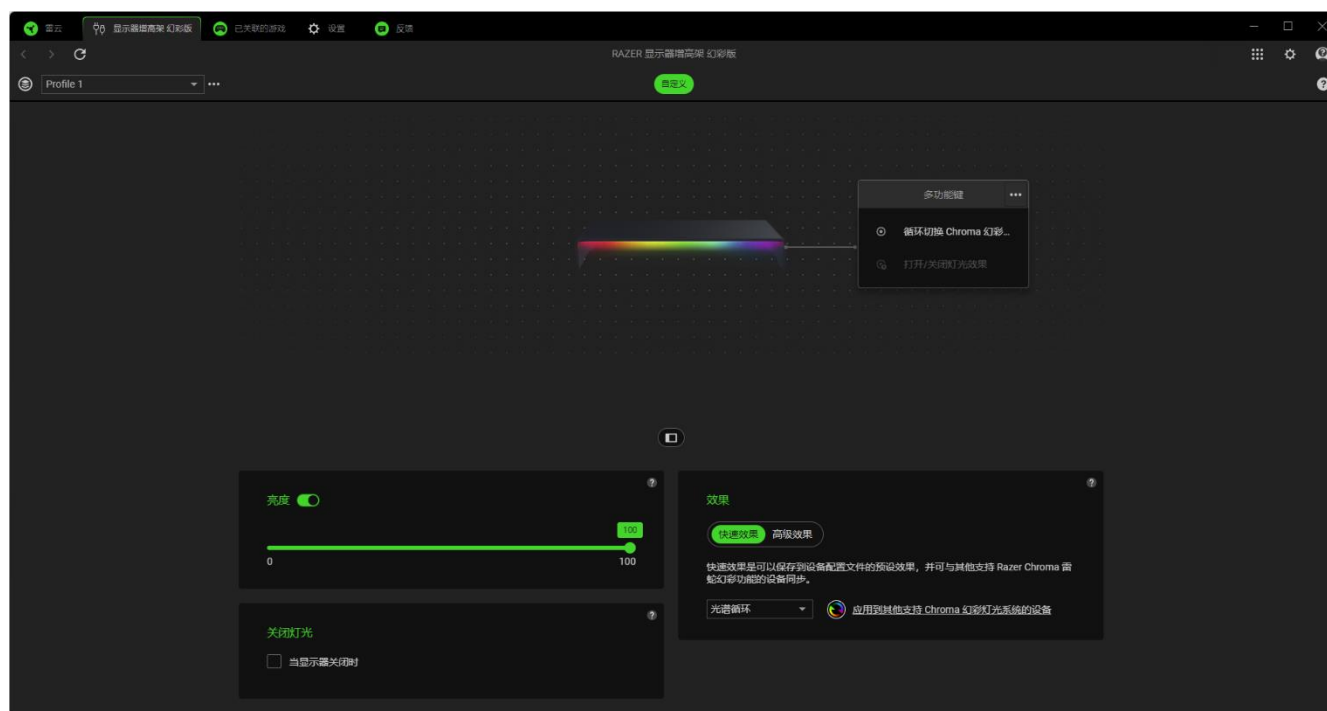 雷云 显示器增高架 幻彩版 已关联的游戏 设置 反馈
RAZER 显示器增高架 幻彩版
Profile 1 自定义
多功能键
循环切换 Chroma 幻彩...
打开/关闭灯光效果
亮度
100
0 100
关闭灯光
当显示器关闭时
效果
快速效果 高级效果
快速效果是可以保存到设备配置文件的预设效果，并可与其他支持 Razer Chroma 雷
蛇幻彩功能的设备同步。
光谱循环 应用到其他支持 Chroma 幻彩灯光系统的设备